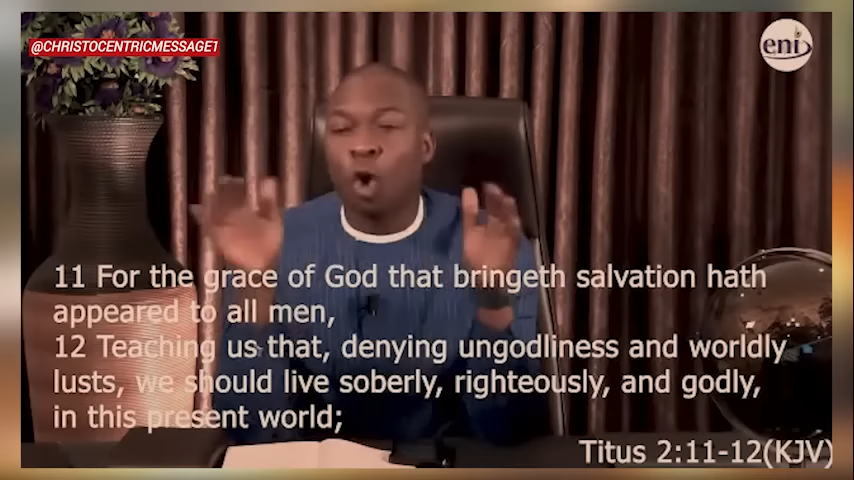 @CHRISTOCENTRICMESSAGE1
eni
11 For the grace of God that bringeth salvation hath
appeared to all men,
12 Teaching us that, denying ungodliness and worldly
lusts, we should live soberly, righteously, and godly,
in this present world;
Titus 2:11-12(KJV)